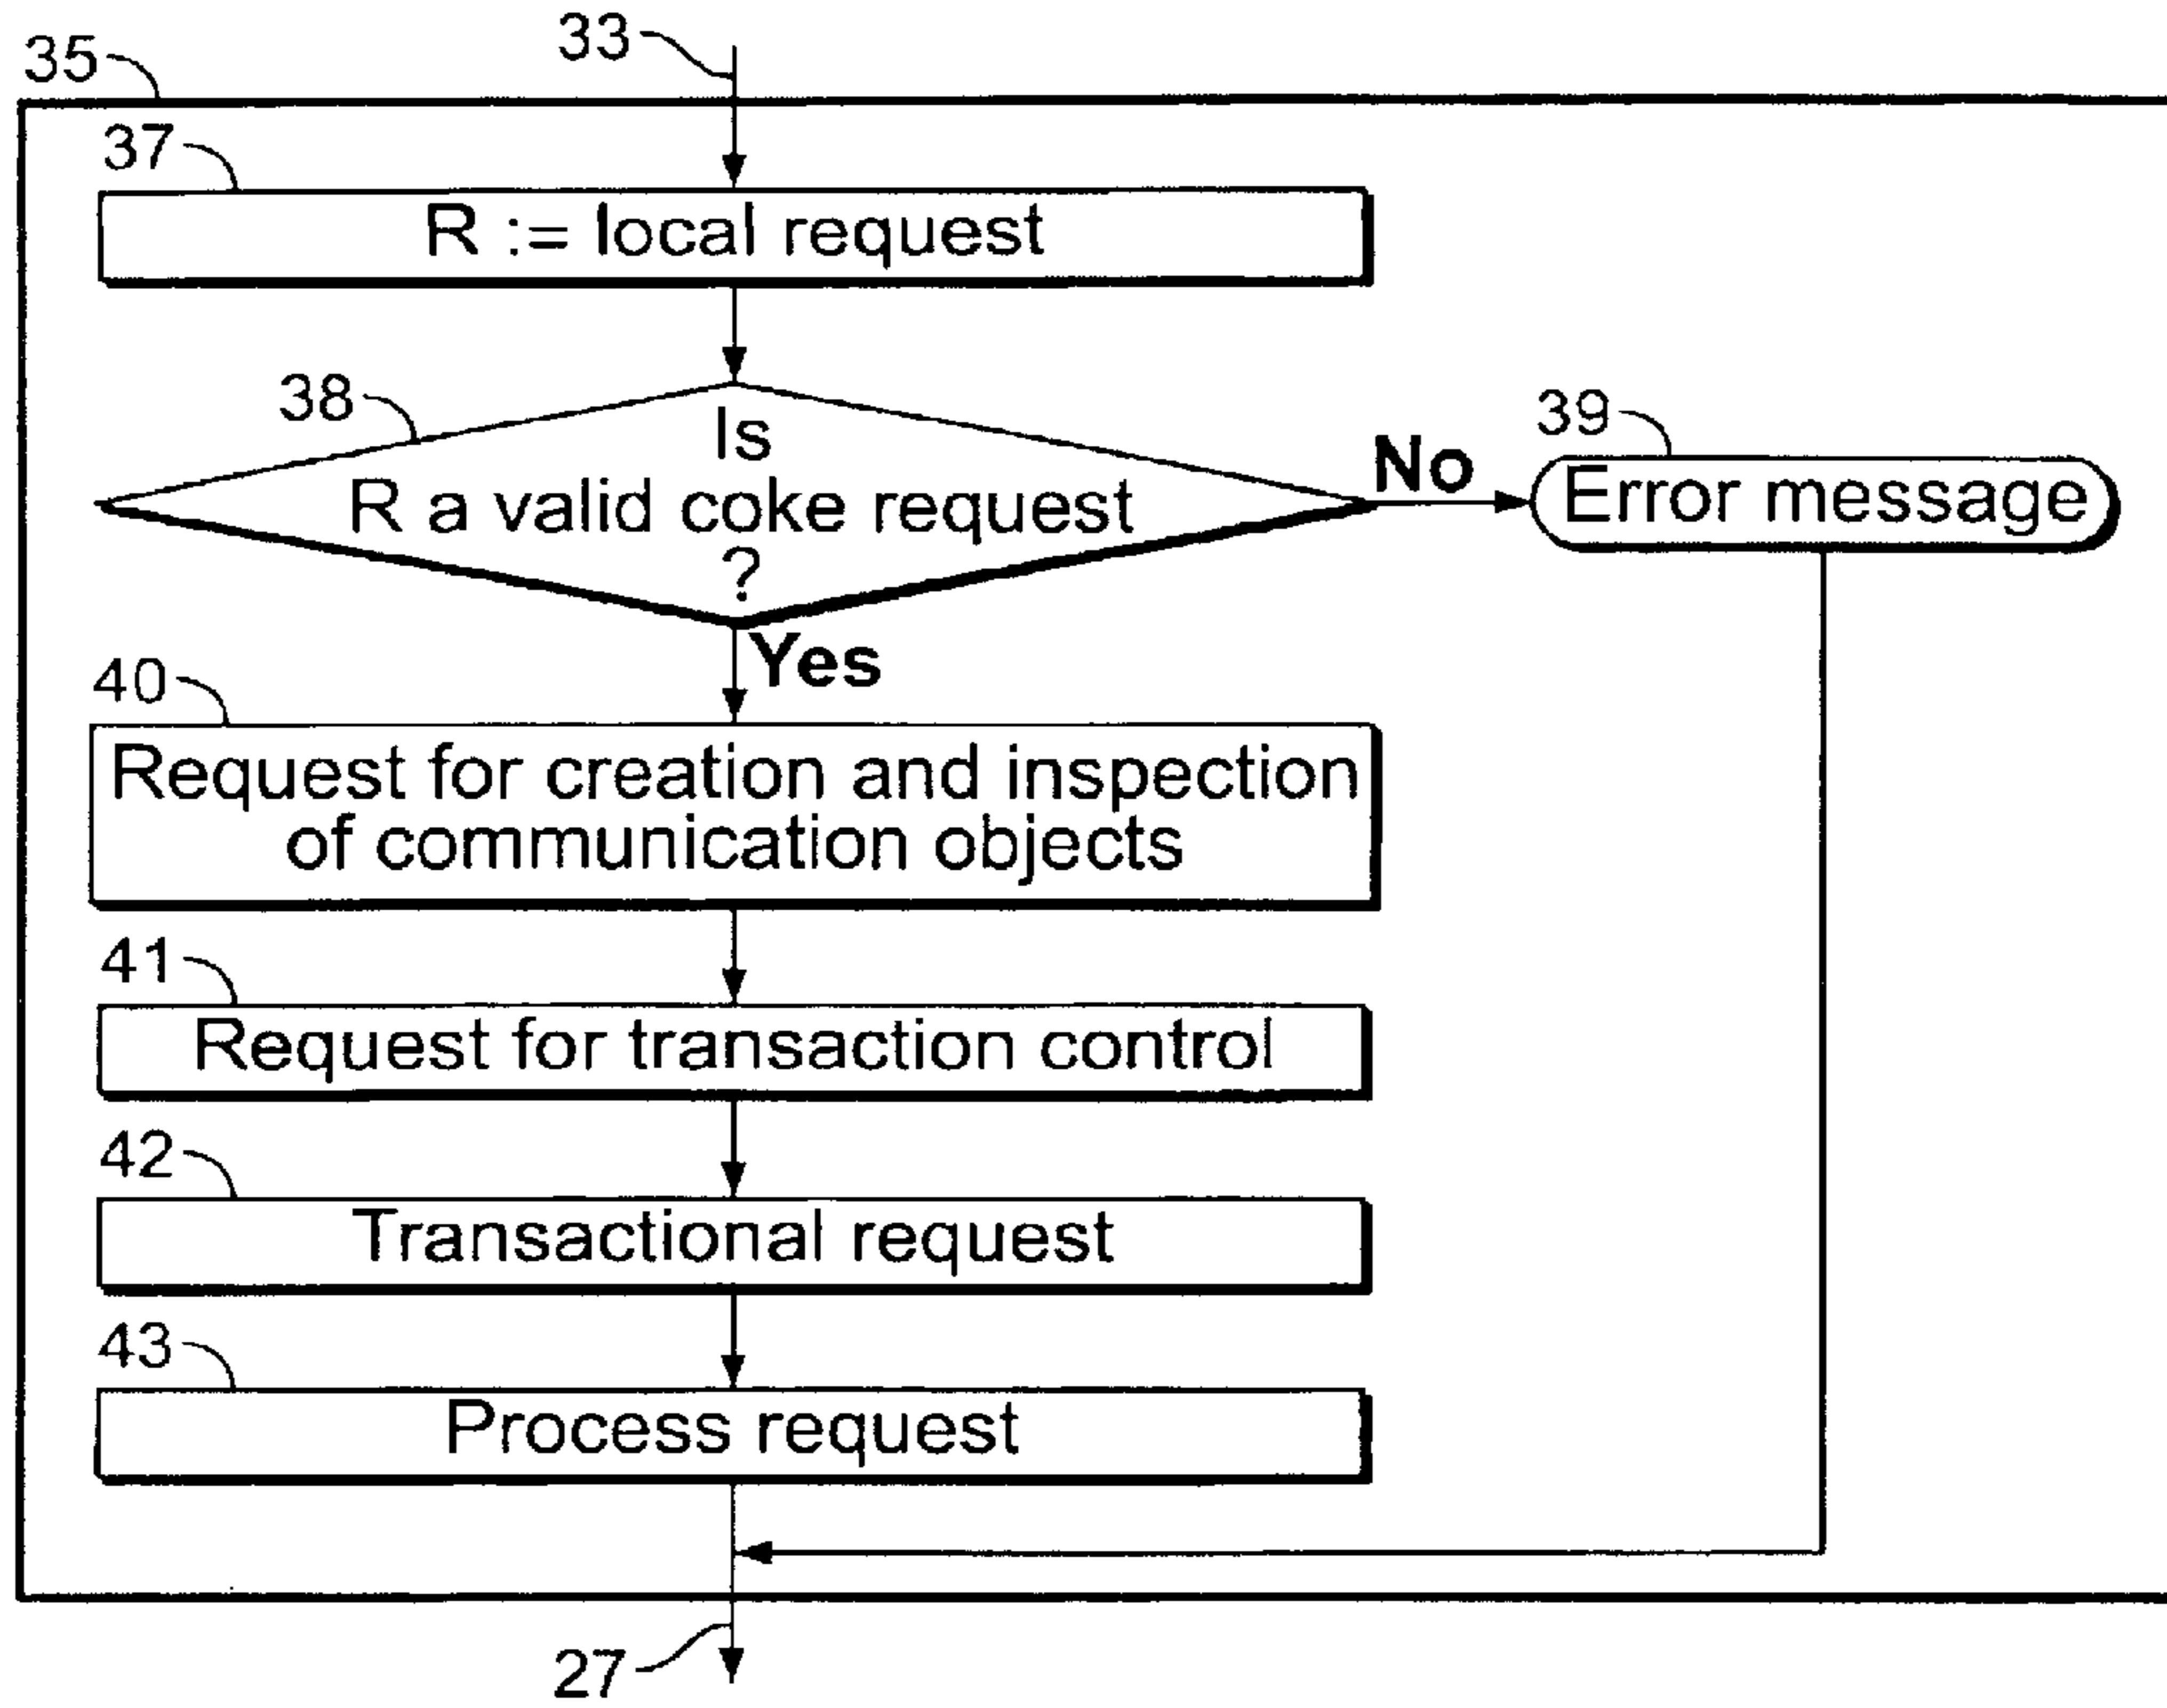 33
35
37
R := local request
38
Is
R a valid coke request
?
No
39
Error message
Yes
40
Request for creation and inspection
of communication objects
41
Request for transaction control
42
Transactional request
43
Process request
27